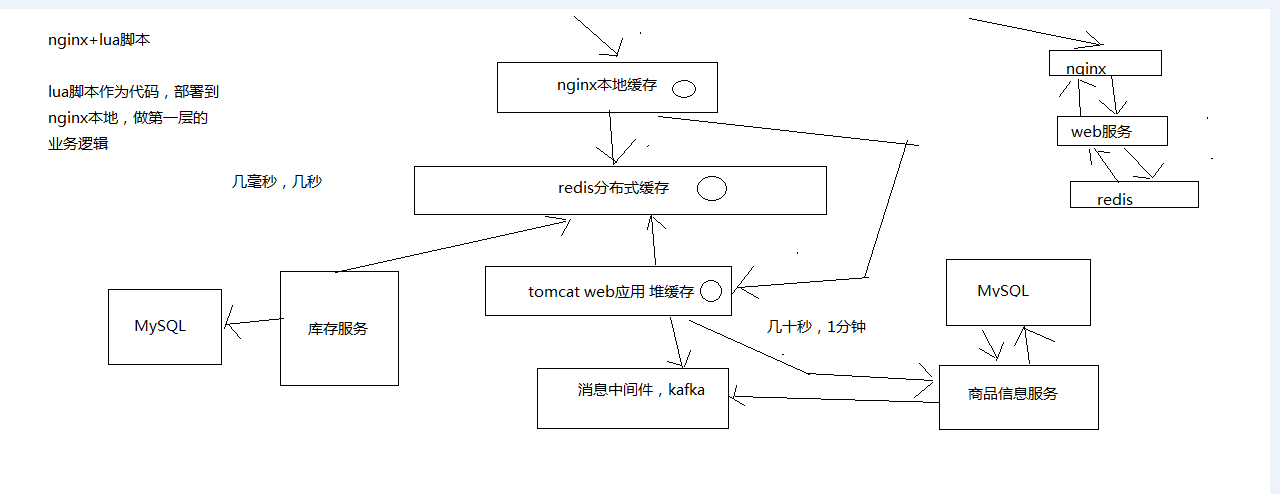 nginx+lua脚本
lua脚本作为代码，部署到
nginx本地，做第一层的
业务逻辑
几毫秒，几秒
nginx本地缓存
redis分布式缓存
tomcat web应用 堆缓存
几十秒，1分钟
MySQL
库存服务
消息中间件，kafka
MySQL
商品信息服务
nginx
web服务
redis